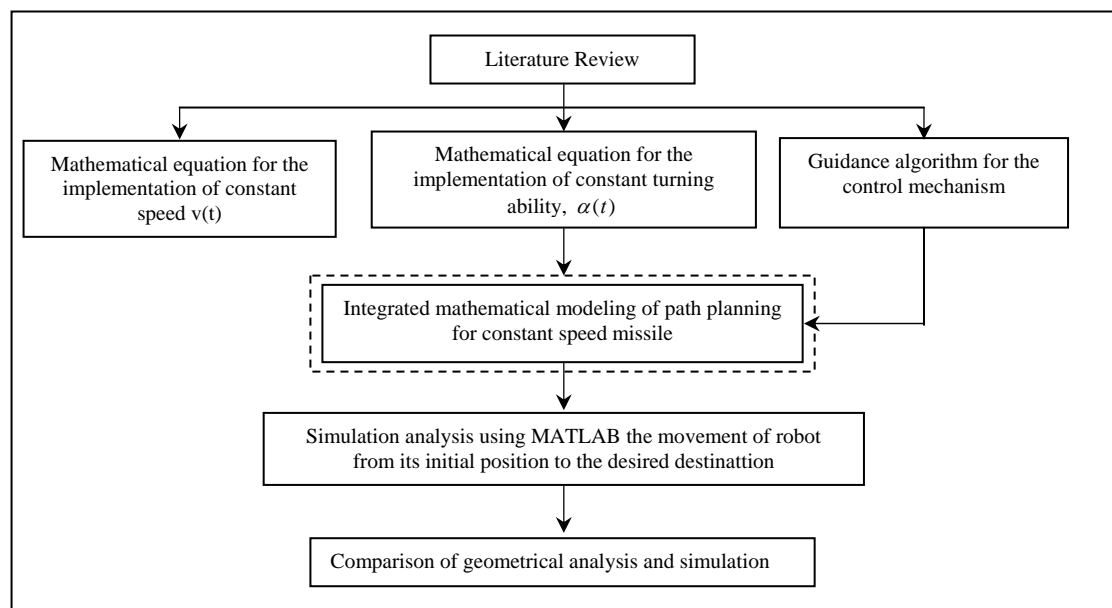 Literature Review
Mathematical equation for the
implementation of constant
speed v(t)
Mathematical equation for the
implementation of constant turning
ability, α(t)
Guidance algorithm for the
control mechanism
Integrated mathematical modeling of path planning
for constant speed missile
Simulation analysis using MATLAB the movement of robot
from its initial position to the desired destinattion
Comparison of geometrical analysis and simulation